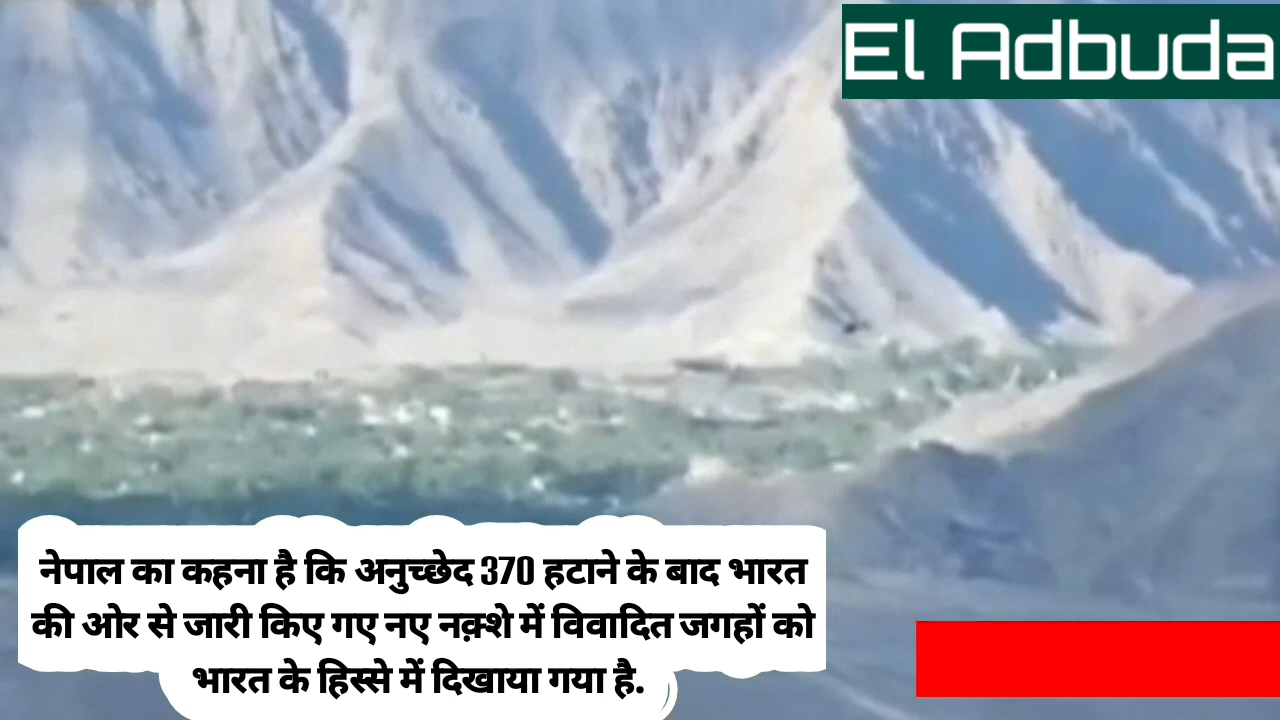 El Adbuda
नेपाल का कहना है कि अनुच्छेद 370 हटाने के बाद भारत
की ओर से जारी किए गए नए नक़्शे में विवादित जगहों को
भारत के हिस्से में दिखाया गया है.